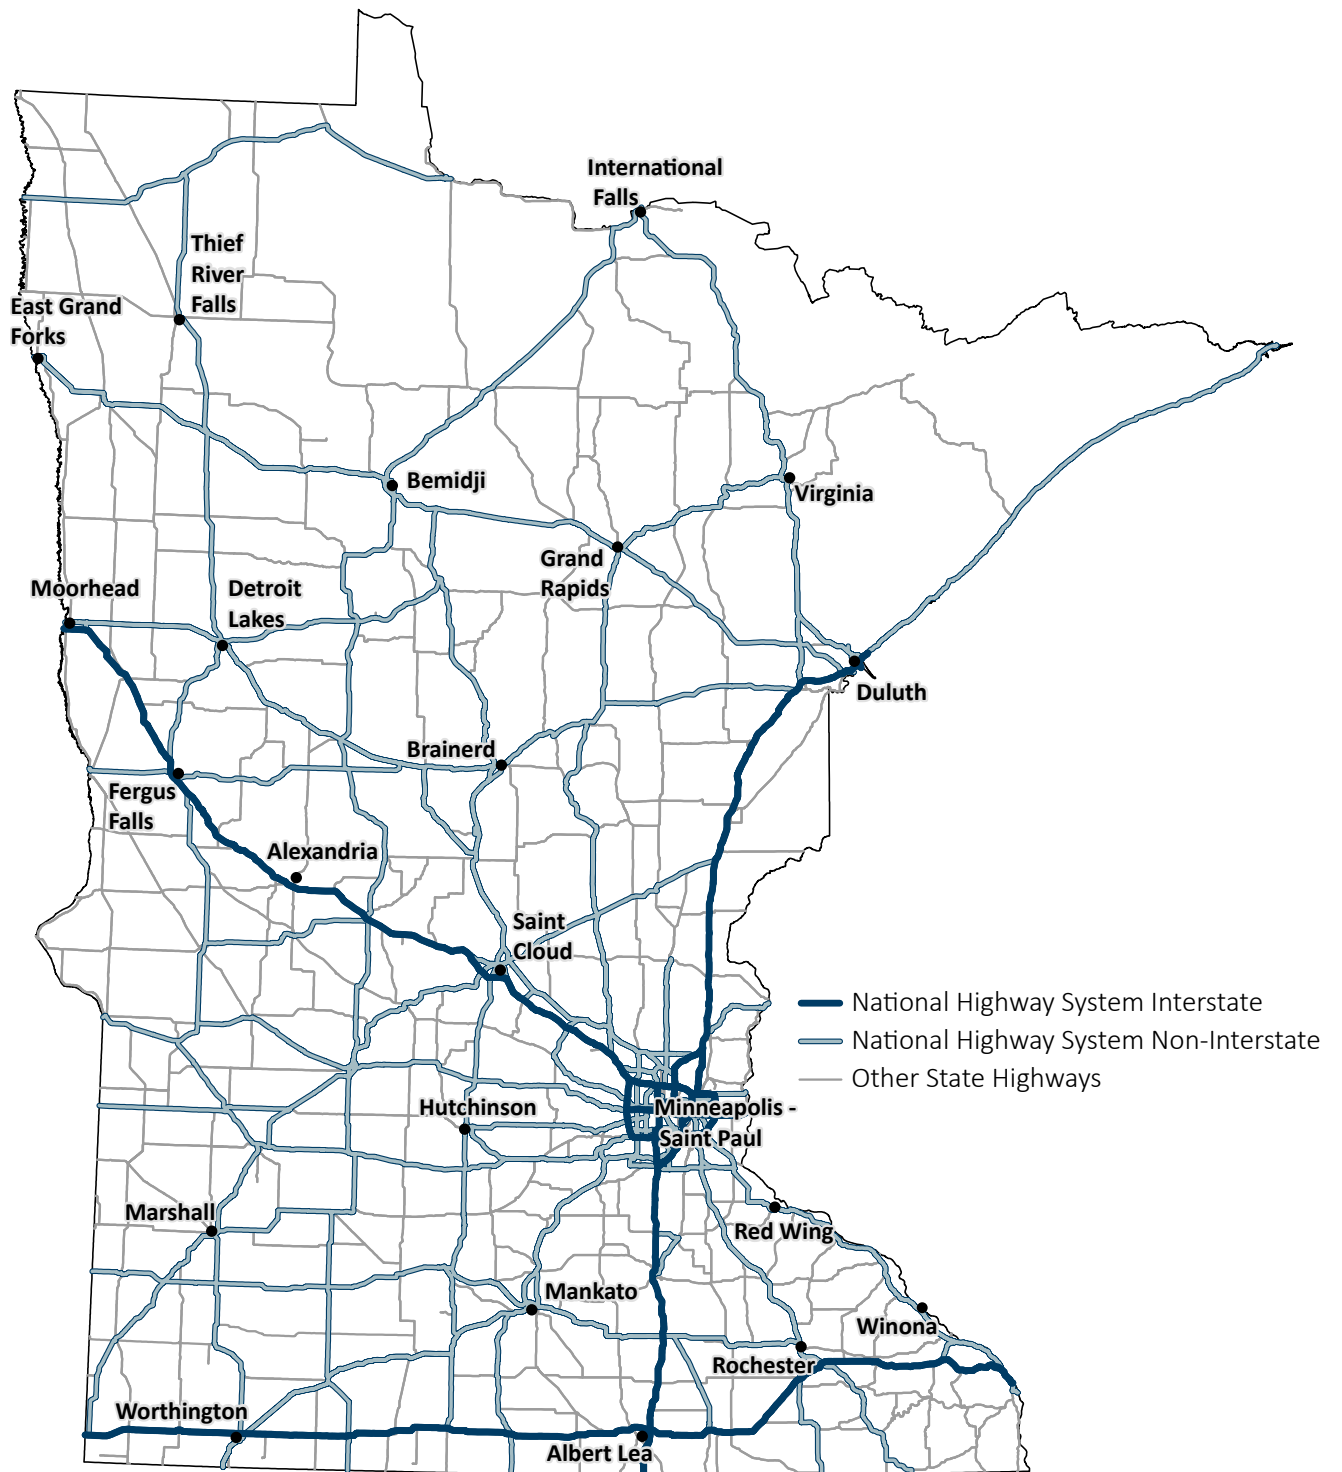 International
Falls
Thief
River
Falls
East Grand
Forks
Bemidji
Virginia
Grand
Rapids
Moorhead
Detroit
Lakes
Duluth
Brainerd
Fergus
Falls
Alexandria
Saint
Cloud
National Highway System Interstate
National Highway System Non-Interstate
Other State Highways
Hutchinson
Minneapolis -
Saint Paul
Marshall
Red Wing
Mankato
Winona
Rochester
Worthington
Albert Lea